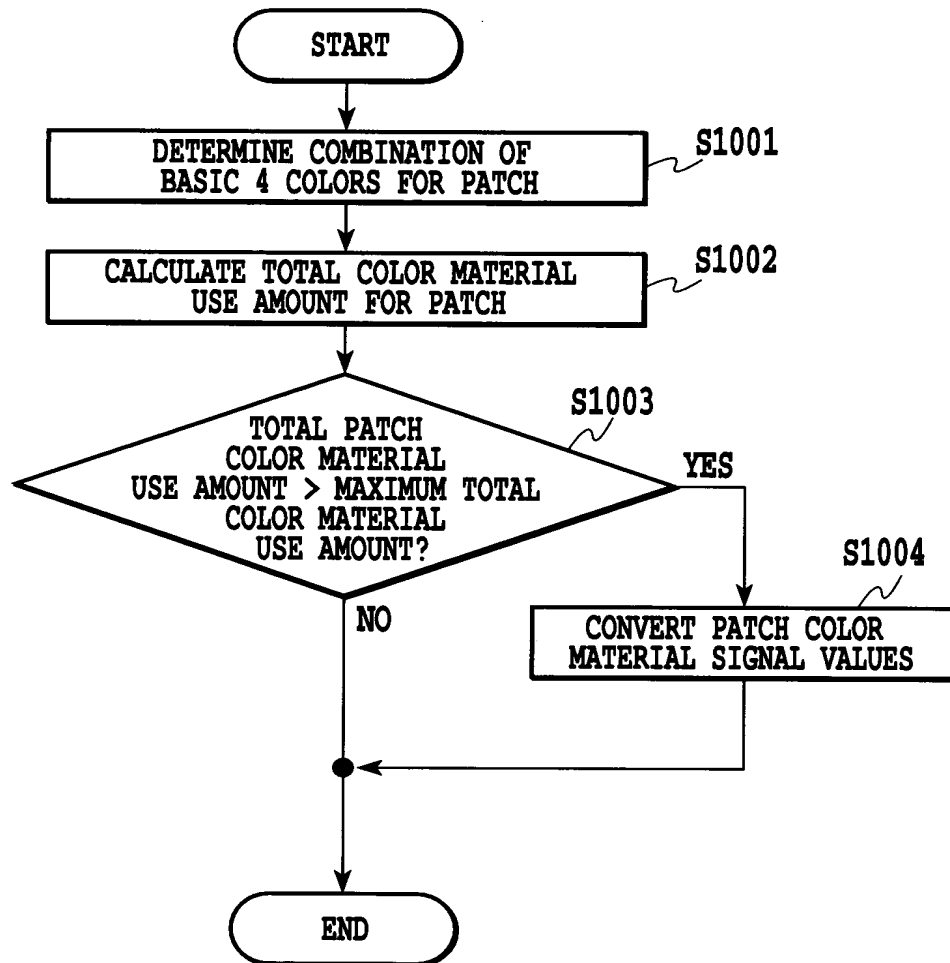 START
DETERMINE COMBINATION OF
BASIC 4 COLORS FOR PATCH
S1001
CALCULATE TOTAL COLOR MATERIAL
USE AMOUNT FOR PATCH
S1002
TOTAL PATCH
COLOR MATERIAL
USE AMOUNT > MAXIMUM TOTAL
COLOR MATERIAL
USE AMOUNT?
S1003
YES
NO
S1004
CONVERT PATCH COLOR
MATERIAL SIGNAL VALUES
END